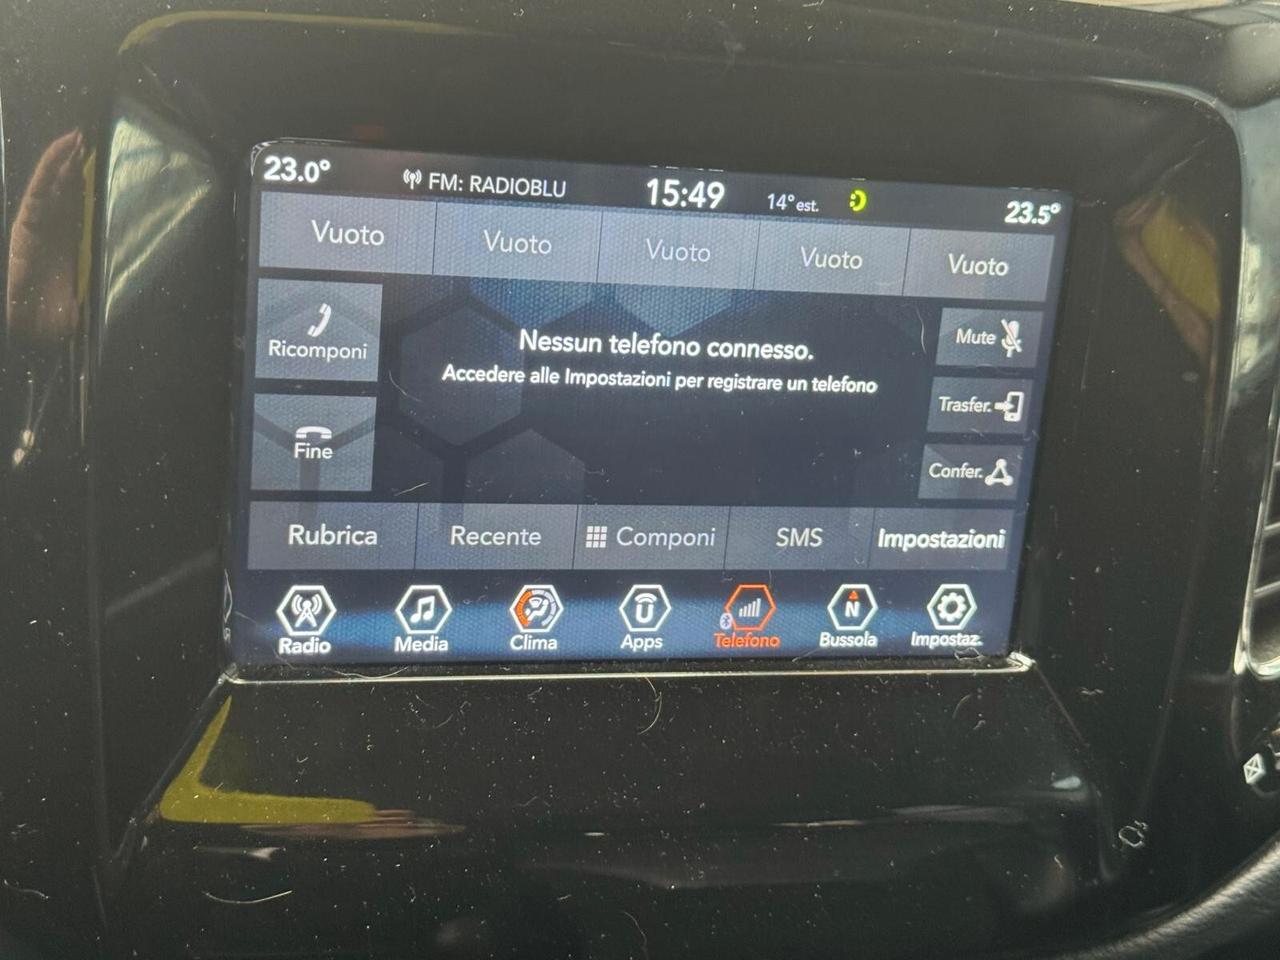 23.0° FM: RADIOBLU 15:49 14° est. 23.5°
Vuoto Vuoto Vuoto Vuoto Vuoto
Ricomponi
Nessun telefono connesso.
Accedere alle Impostazioni per registrare un telefono
Mute
Trasfer.
Fine
Confer.
Rubrica Recente Componi SMS Impostazioni
N
Radio Media Clima Apps Telefono Bussola Impostaz.